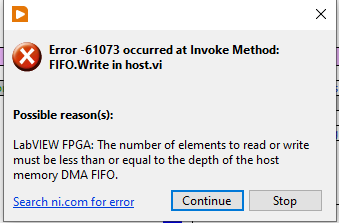 Error -61073 occurred at Invoke Method:
FIFO.Write in host.vi
Possible reason(s):
LabVIEW FPGA: The number of elements to read or write
must be less than or equal to the depth of the host
memory DMA FIFO.
Search ni.com for error
Continue
Stop